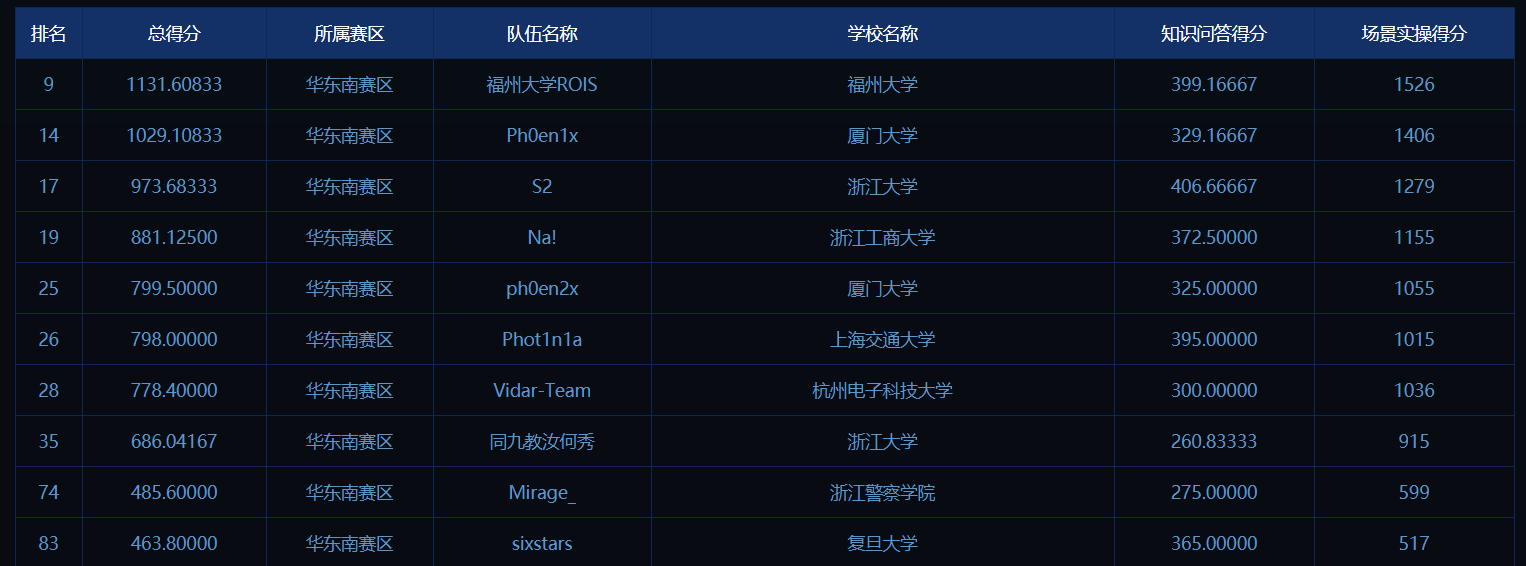 排名 总得分 所属赛区 队伍名称 学校名称 知识问答得分 场景实操得分
9 1131.60833 华东南赛区 福州大学ROIS 福州大学 399.16667 1526
14 1029.10833 华东南赛区 Ph0en1x 厦门大学 329.16667 1406
17 973.68333 华东南赛区 S2 浙江大学 406.66667 1279
19 881.12500 华东南赛区 Na! 浙江工商大学 372.50000 1155
25 799.50000 华东南赛区 ph0en2x 厦门大学 325.00000 1055
26 798.00000 华东南赛区 Phot1n1a 上海交通大学 395.00000 1015
28 778.40000 华东南赛区 Vidar-Team 杭州电子科技大学 300.00000 1036
35 686.04167 华东南赛区 同九教汝何秀 浙江大学 260.83333 915
74 485.60000 华东南赛区 Mirage_ 浙江警察学院 275.00000 599
83 463.80000 华东南赛区 sixstars 复旦大学 365.00000 517